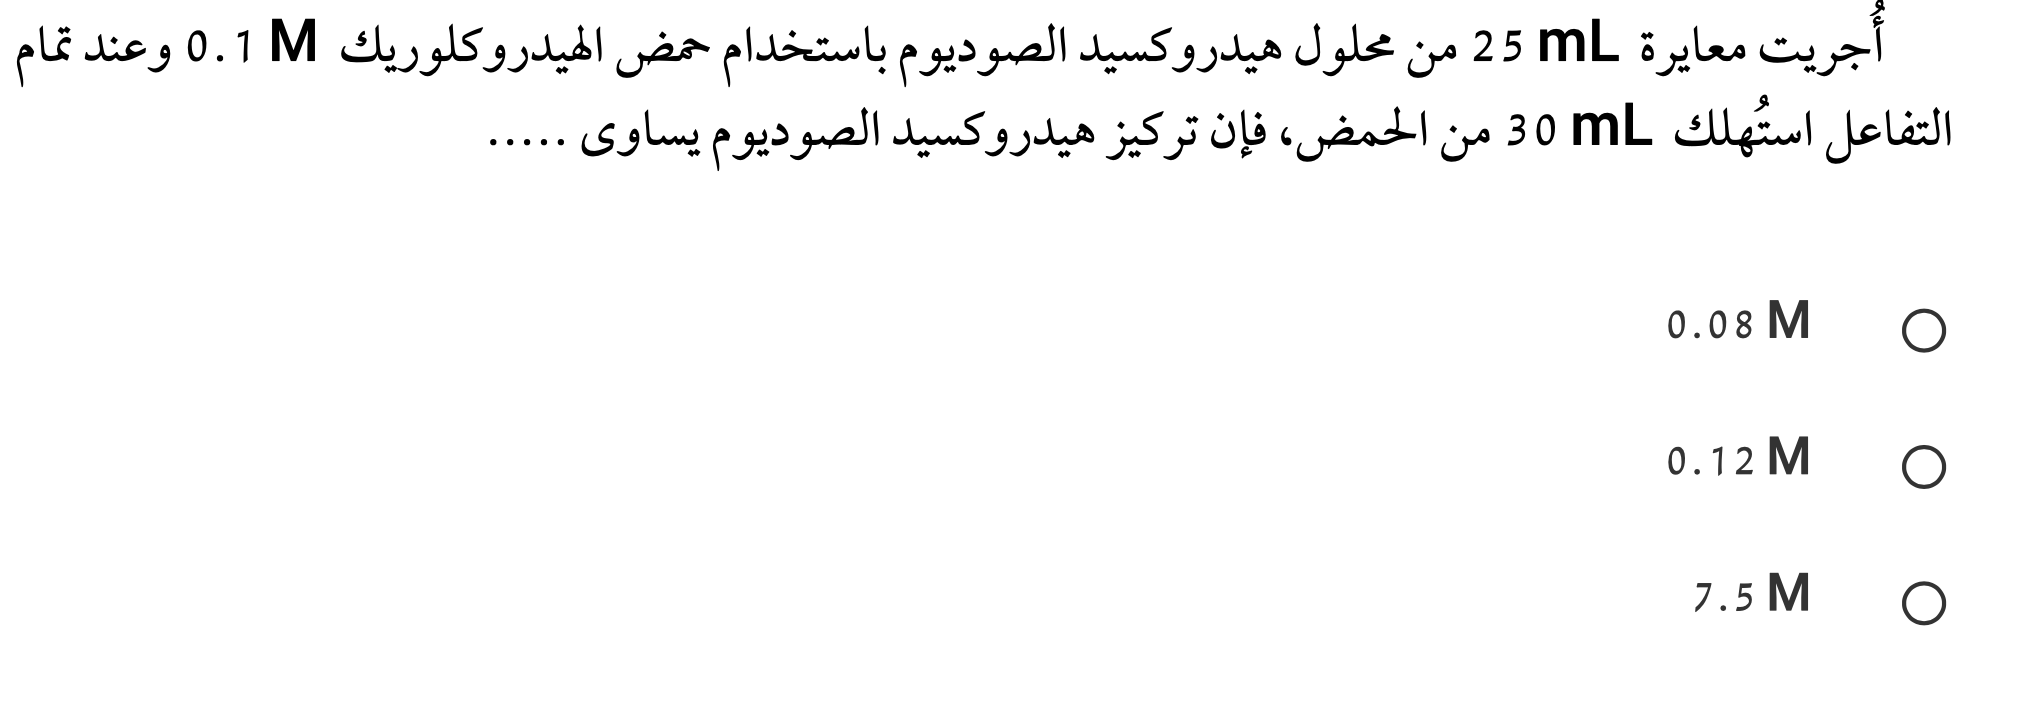 أُجريت معايرة 25 mL من محلول هيدروكسيد الصوديوم باستخدام حمض الهيدروكلوريك 0.1 M وعند تمام
التفاعل استُهلك 30 mL من الحمض، فإن تركيز هيدروكسيد الصوديوم يساوى .....
0.08 M
0.12 M
7.5 M